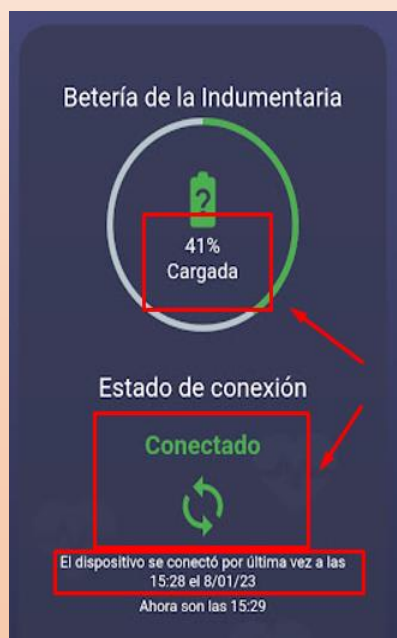 Betería de la Indumentaria
?
41%
Cargada
Estado de conexión
Conectado
El dispositivo se conectó por última vez a las
15:28 el 8/01/23
Ahora son las 15:29